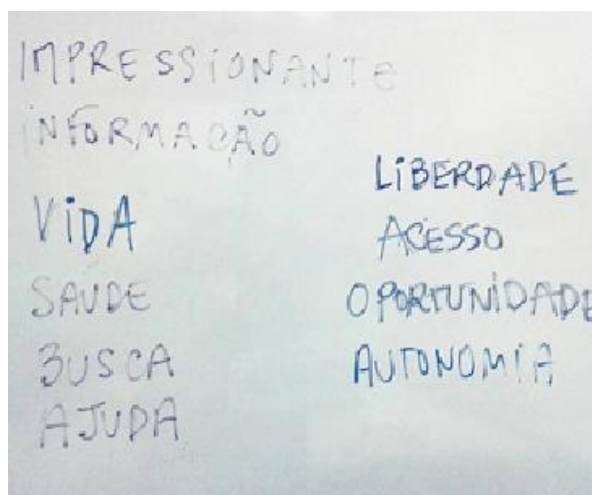 IMPRESSIONANTE
INFORMAÇÃO
VIDA
SAUDE
BUSCA
AJUDA
LIBERDADE
ACESSO
OPORTUNIDADE
AUTONOMIA